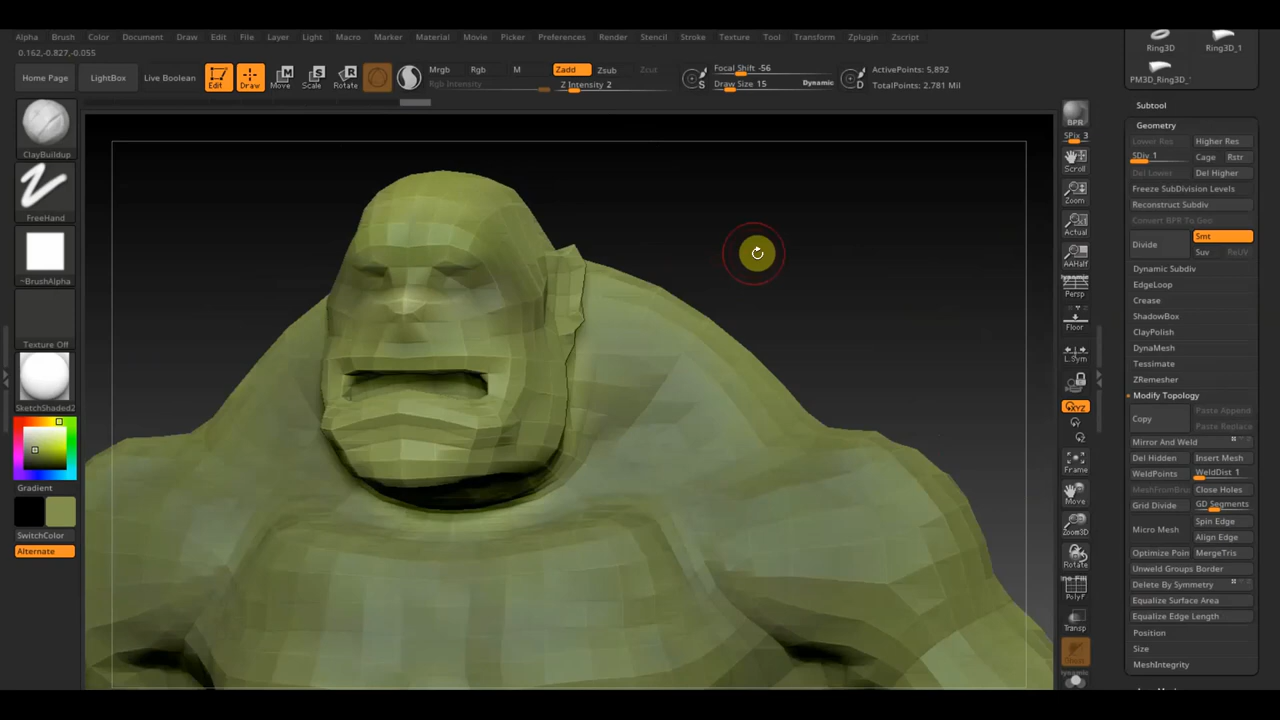 Alpha Brush Color Document Draw Edit File Layer Light Macro Marker Material Movie Picker Preferences Render Stencil Stroke Texture Tool Transform Zplugin Zscript
0.162,-0.827,-0.055
Home Page
LightBox
Live Boolean
Edit
Draw
Move
Scale
Rotate
Mrgb Rgb M
Rgb Intensity
Zadd Zsub Zcut
Z Intensity 2
S
Focal Shift -56
Draw Size 15 Dynamic
D
ActivePoints: 5,892
TotalPoints: 2.781 Mil
ClayBuildup
FreeHand
~BrushAlpha
Texture Off
SketchShaded2
Gradient
SwitchColor
Alternate
BPR
SPix 3
Scroll
Zoom
Actual
AAHalf
Dynamic
Persp
Floor
L.Sym
XYZ
Frame
Move
Zoom3D
Rotate
PolyF
Transp
Ring3D Ring3D_1
PM3D_Ring3D_
Subtool
Geometry
Lower Res Higher Res
SDiv 1 Cage Rstr
Del Lower Del Higher
Freeze SubDivision Levels
Reconstruct Subdiv
Convert BPR To Geo
Divide Smt
Suv ReUV
Dynamic Subdiv
EdgeLoop
Crease
ShadowBox
ClayPolish
DynaMesh
Tessimate
ZRemesher
Modify Topology
Copy Paste Append
Paste Replace
Mirror And Weld
Del Hidden Insert Mesh
WeldPoints WeldDist 1
MeshFromBru Close Holes
Grid Divide GD Segments
Micro Mesh Spin Edge
Align Edge
Optimize Poin MergeTris
Unweld Groups Border
Delete By Symmetry
Equalize Surface Area
Equalize Edge Length
Position
Size
MeshIntegrity